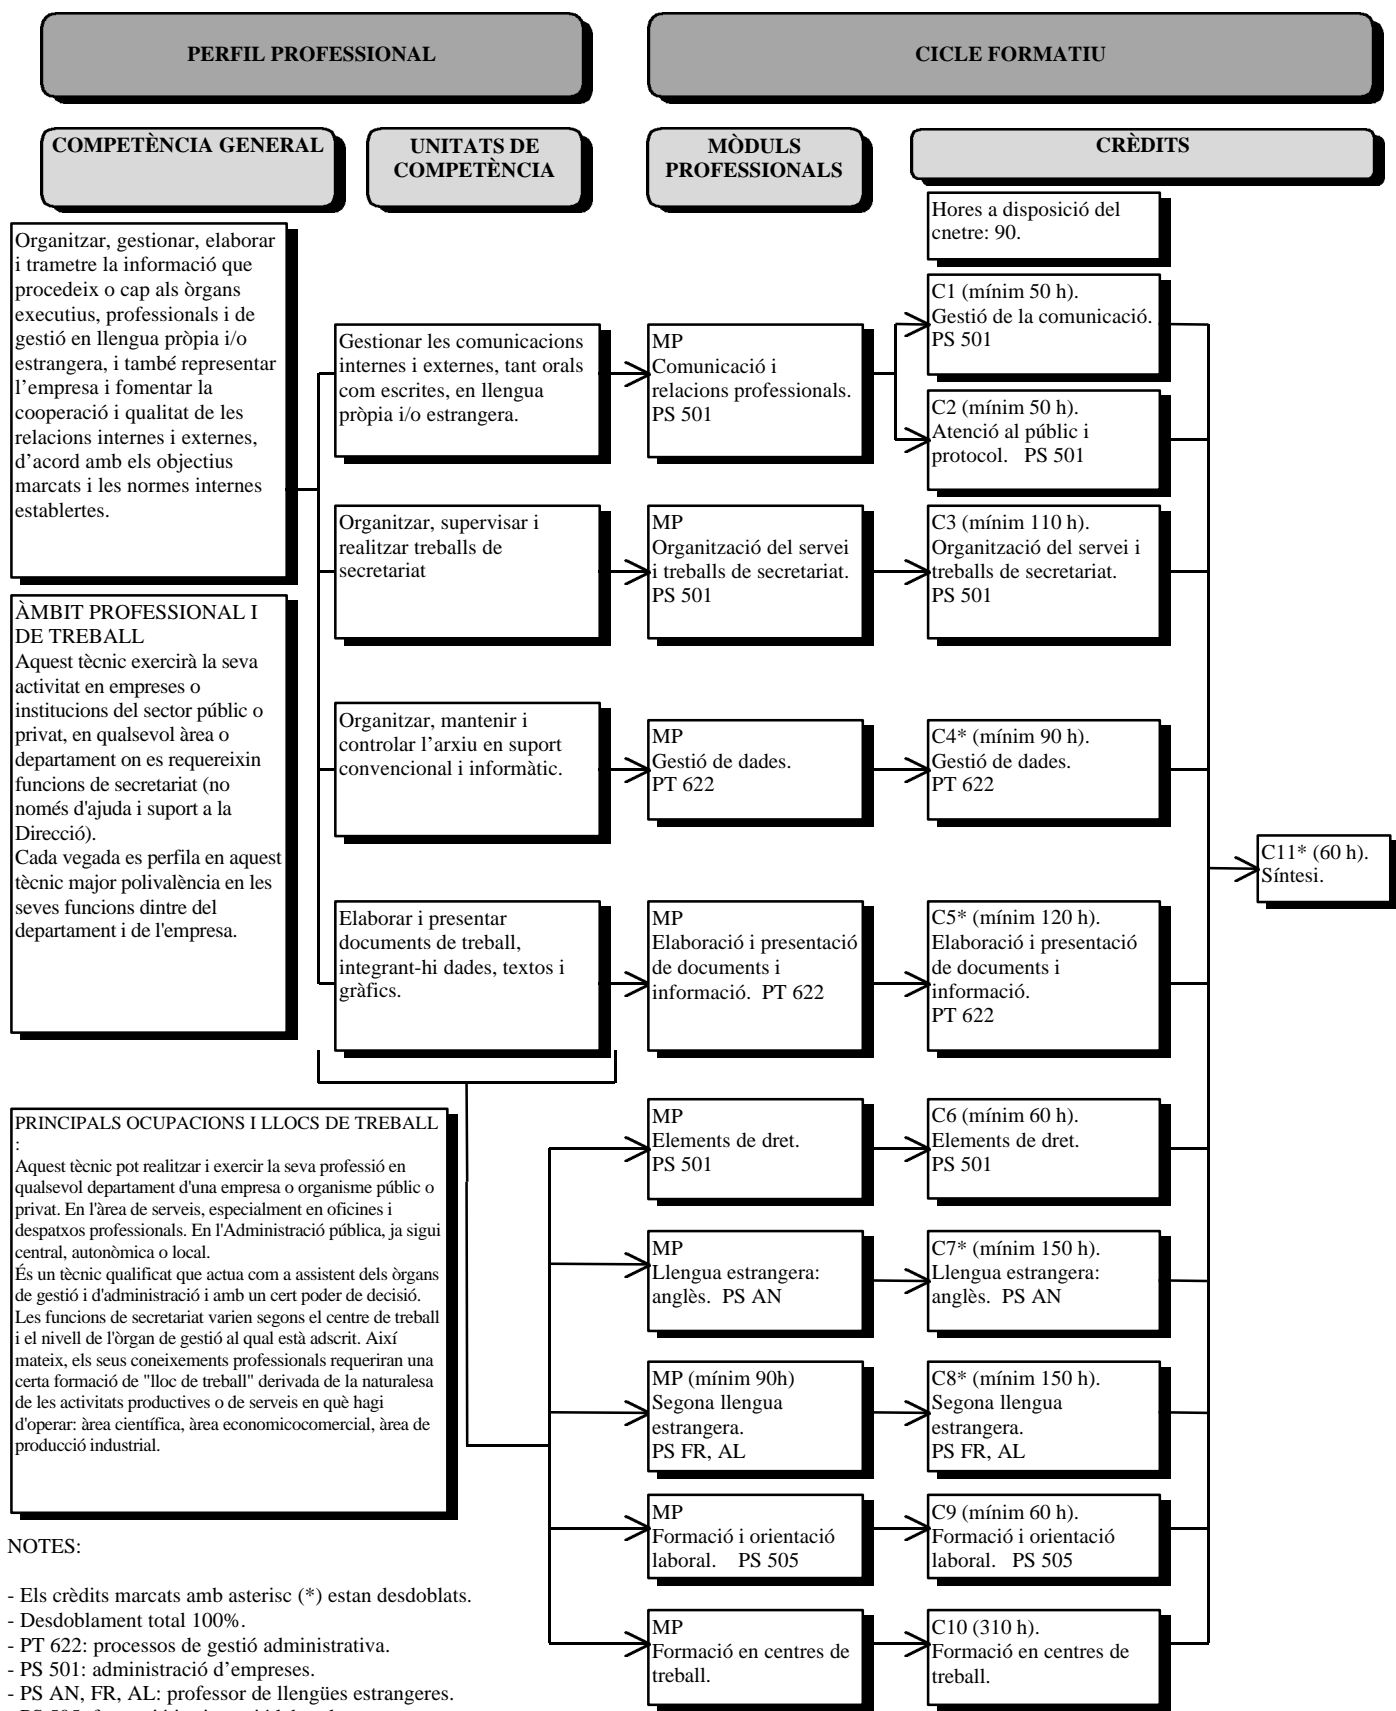 PERFIL PROFESSIONAL
CICLE FORMATIU
COMPETÈNCIA GENERAL
UNITATS DE
COMPETÈNCIA
MÒDULS
PROFESSIONALS
CRÈDITS
Hores a disposició del
cnetre: 90.
Organitzar, gestionar, elaborar
i trametre la informació que
procedeix o cap als òrgans
executius, professionals i de
gestió en llengua pròpia i/o
estrangera, i també representar
l’empresa i fomentar la
cooperació i qualitat de les
relacions internes i externes,
d’acord amb els objectius
marcats i les normes internes
establertes.
Gestionar les comunicacions
internes i externes, tant orals
com escrites, en llengua
pròpia i/o estrangera.
MP
Comunicació i
relacions professionals.
PS 501
C1 (mínim 50 h).
Gestió de la comunicació.
PS 501
C2 (mínim 50 h).
Atenció al públic i
protocol.   PS 501
Organitzar, supervisar i
realitzar treballs de
secretariat
MP
Organització del servei
i treballs de secretariat.
PS 501
C3 (mínim 110 h).
Organització del servei i
treballs de secretariat.
PS 501
ÀMBIT PROFESSIONAL I
DE TREBALL
Aquest tècnic exercirà la seva
activitat en empreses o
institucions del sector públic o
privat, en qualsevol àrea o
departament on es requereixin
funcions de secretariat (no
només d'ajuda i suport a la
Direcció).
Cada vegada es perfila en aquest
tècnic major polivalència en les
seves funcions dintre del
departament i de l'empresa.
Organitzar, mantenir i
controlar l’arxiu en suport
convencional i informàtic.
MP
Gestió de dades.
PT 622
C4* (mínim 90 h).
Gestió de dades.
PT 622
C11* (60 h).
Síntesi.
Elaborar i presentar
documents de treball,
integrant-hi dades, textos i
gràfics.
MP
Elaboració i presentació
de documents i
informació.  PT 622
C5* (mínim 120 h).
Elaboració i presentació
de documents i
informació.
PT 622
PRINCIPALS OCUPACIONS I LLOCS DE TREBALL
:
Aquest tècnic pot realitzar i exercir la seva professió en
qualsevol departament d'una empresa o organisme públic o
privat. En l'àrea de serveis, especialment en oficines i
despatxos professionals. En l'Administració pública, ja sigui
central, autonòmica o local.
És un tècnic qualificat que actua com a assistent dels òrgans
de gestió i d'administració i amb un cert poder de decisió.
Les funcions de secretariat varien segons el centre de treball
i el nivell de l'òrgan de gestió al qual està adscrit. Així
mateix, els seus coneixements professionals requeriran una
certa formació de "lloc de treball" derivada de la naturalesa
de les activitats productives o de serveis en què hagi
d'operar: àrea científica, àrea economicocomercial, àrea de
producció industrial.
MP
Elements de dret.
PS 501
C6 (mínim 60 h).
Elements de dret.
PS 501
MP
Llengua estrangera:
anglès.  PS AN
C7* (mínim 150 h).
Llengua estrangera:
anglès.  PS AN
MP (mínim 90h)
Segona llengua
estrangera.
PS FR, AL
C8* (mínim 150 h).
Segona llengua
estrangera.
PS FR, AL
MP
Formació i orientació
laboral.   PS 505
C9 (mínim 60 h).
Formació i orientació
laboral.  PS 505
MP
Formació en centres de
treball.
C10 (310 h).
Formació en centres de
treball.
NOTES:
- Els crèdits marcats amb asterisc (*) estan desdoblats.
- Desdoblament total 100%.
- PT 622: processos de gestió administrativa.
- PS 501: administració d’empreses.
- PS AN, FR, AL: professor de llengües estrangeres.